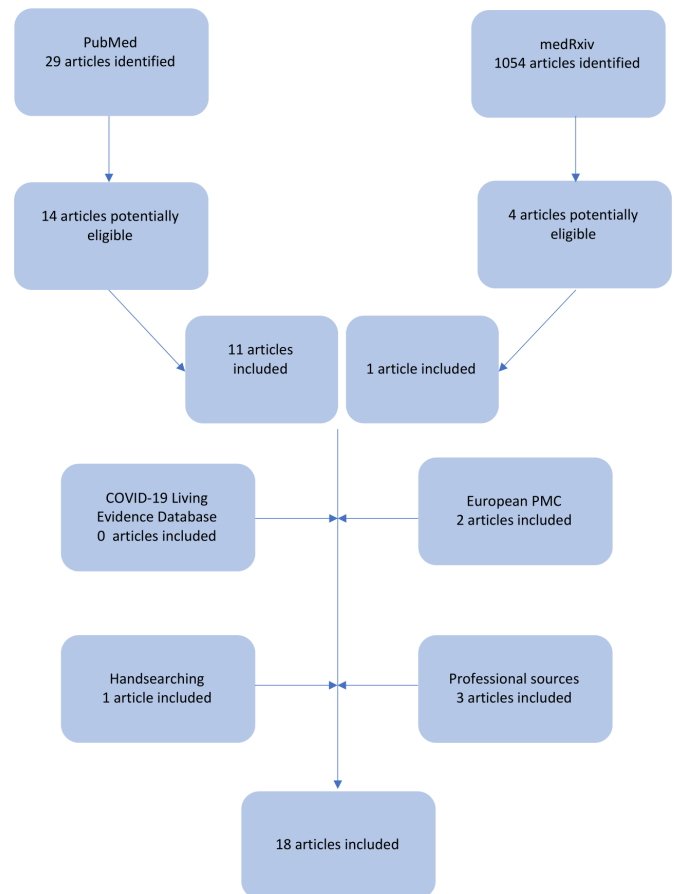 PubMed
29 articles identified
medRxiv
1054 articles identified
14 articles potentially
eligible
4 articles potentially
eligible
11 articles
included
1 article included
COVID-19 Living
Evidence Database
0 articles included
European PMC
2 articles included
Handsearching
1 article included
Professional sources
3 articles included
18 articles included